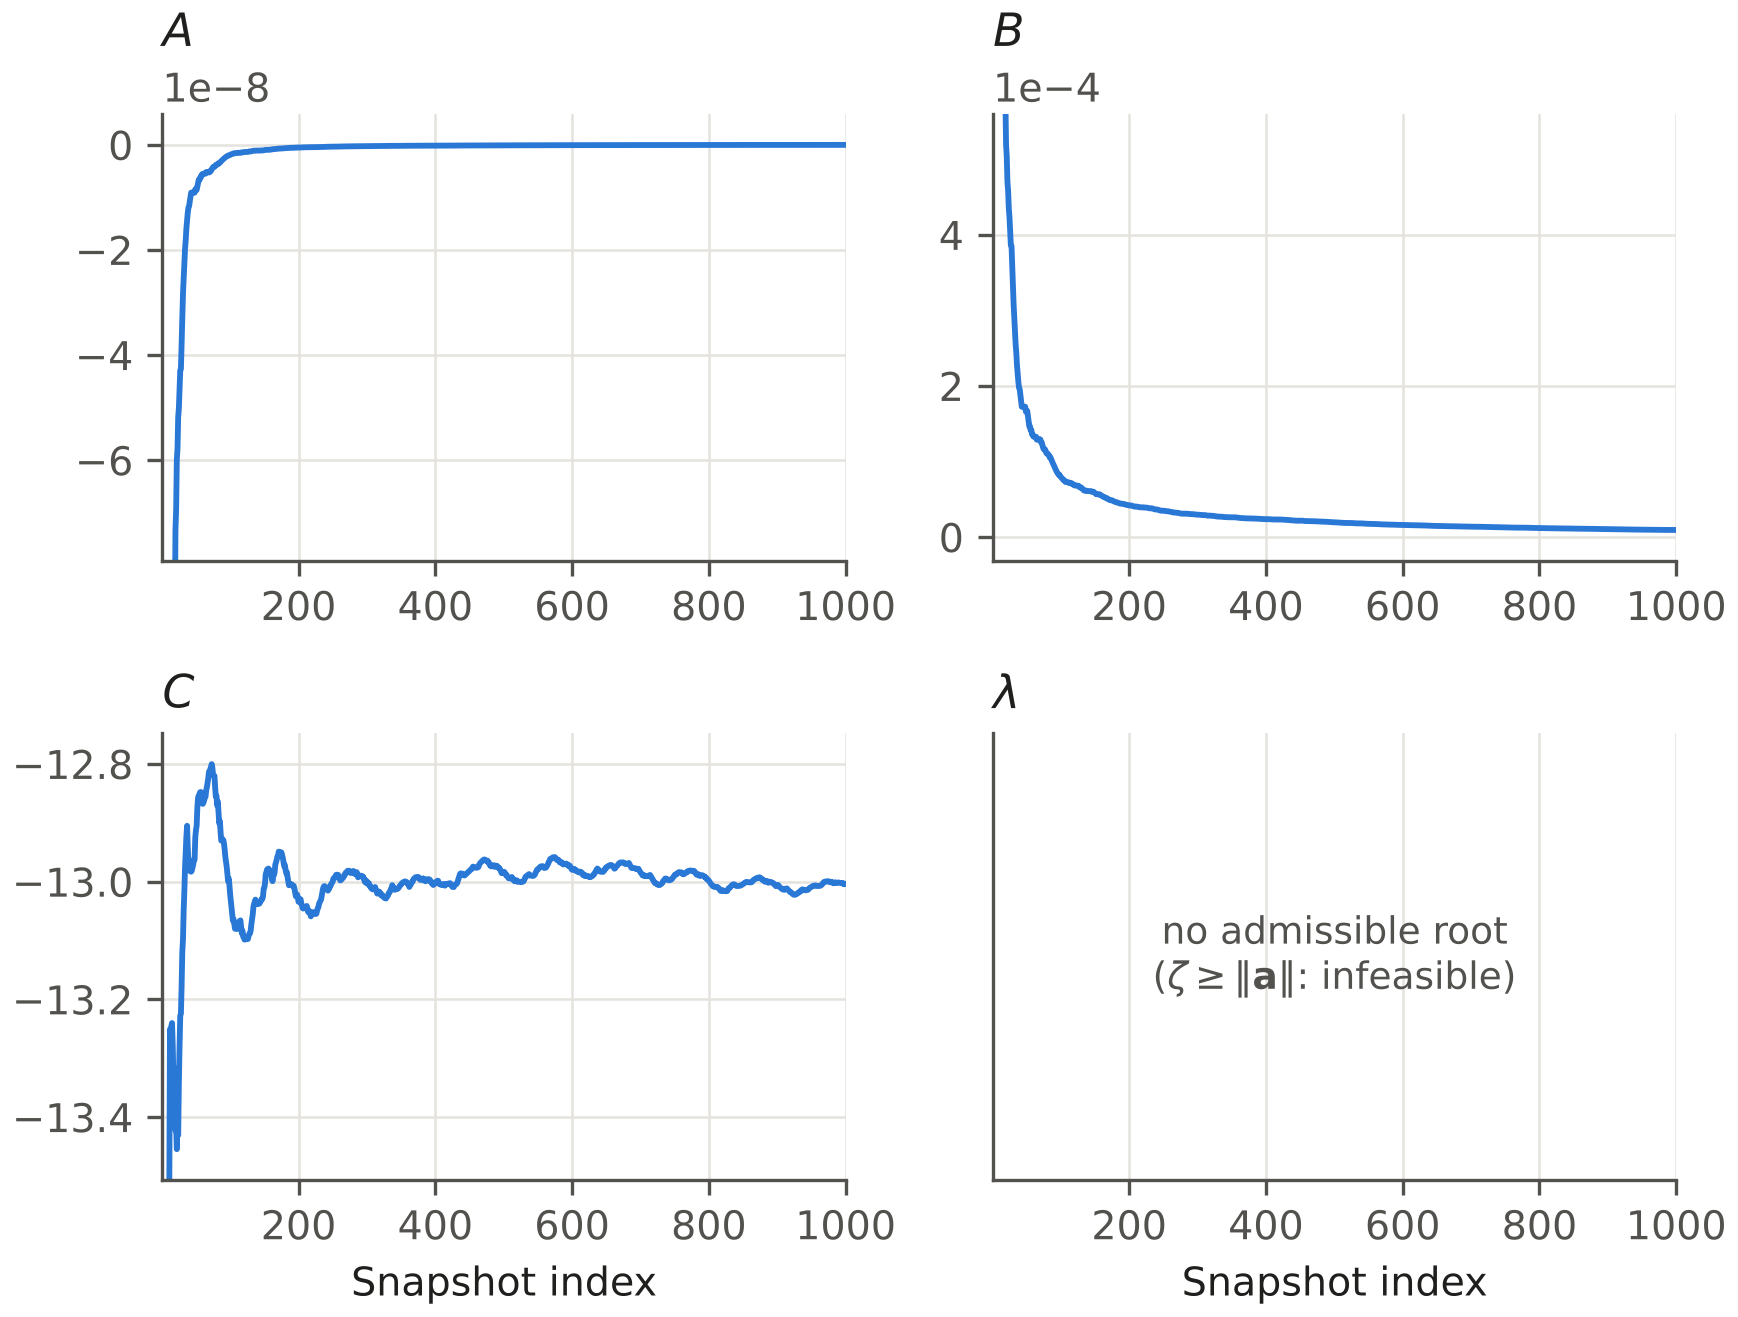 A
1e−8
0
−2
−4
−6
200 400 600 800 1000
B
1e−4
4
2
0
200 400 600 800 1000
C
−12.8
−13.0
−13.2
−13.4
200 400 600 800 1000
Snapshot index
λ
no admissible root
(ζ ≥ ‖a‖: infeasible)
200 400 600 800 1000
Snapshot index